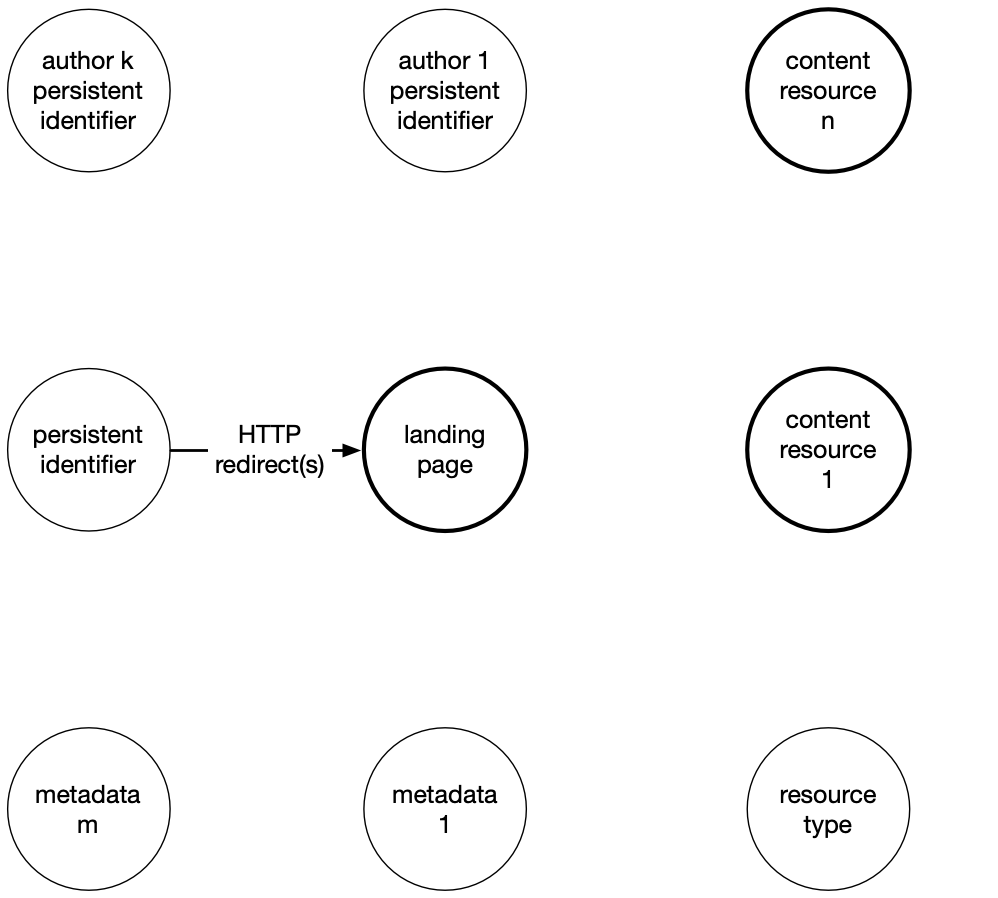 author k
persistent
identifier
author 1
persistent
identifier
content
resource
n
persistent
identifier
HTTP
redirect(s)
landing
page
content
resource
1
metadata
m
metadata
1
resource
type